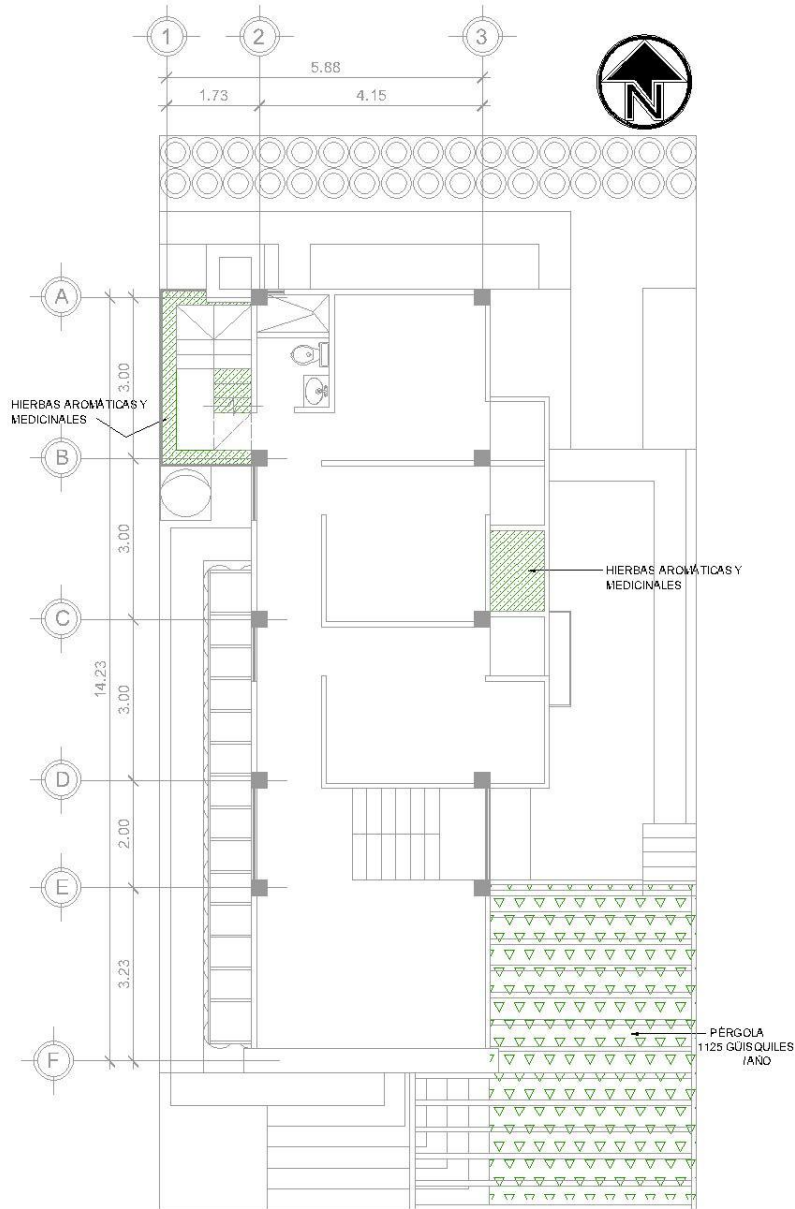 1
2
3
5.88
1.73
4.15
N
A
3.00
HIERBAS AROMÁTICAS Y
MEDICINALES
B
3.00
HIERBAS AROMÁTICAS Y
MEDICINALES
C
14.23
3.00
D
2.00
E
3.23
PÉRGOLA
1125 GÜISQUILES
/AÑO
F